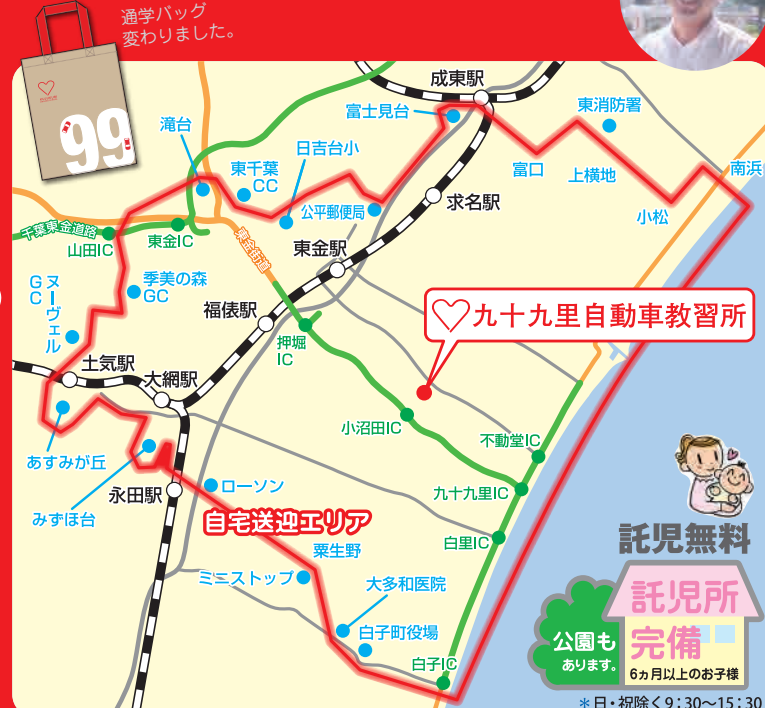 通学バッグ
変わりました。
99
成東駅
富士見台
東消防署
滝台
日吉台小
東千葉
CC
富口
上横地
南浜
公平郵便局
求名駅
小松
千葉東金道路
山田IC
東金IC
東金街道
東金駅
季美の森
GC
ヌーヴェル
GC
福俵駅
九十九里自動車教習所
押堀
IC
土気駅
大網駅
小沼田IC
不動堂IC
あすみが丘
九十九里IC
永田駅
ローソン
みずほ台
自宅送迎エリア
白里IC
託児無料
粟生野
ミニストップ
大多和医院
託児所
完備
6ヵ月以上のお子様
公園も
あります。
白子町役場
白子IC
*日・祝除く9:30〜15:30